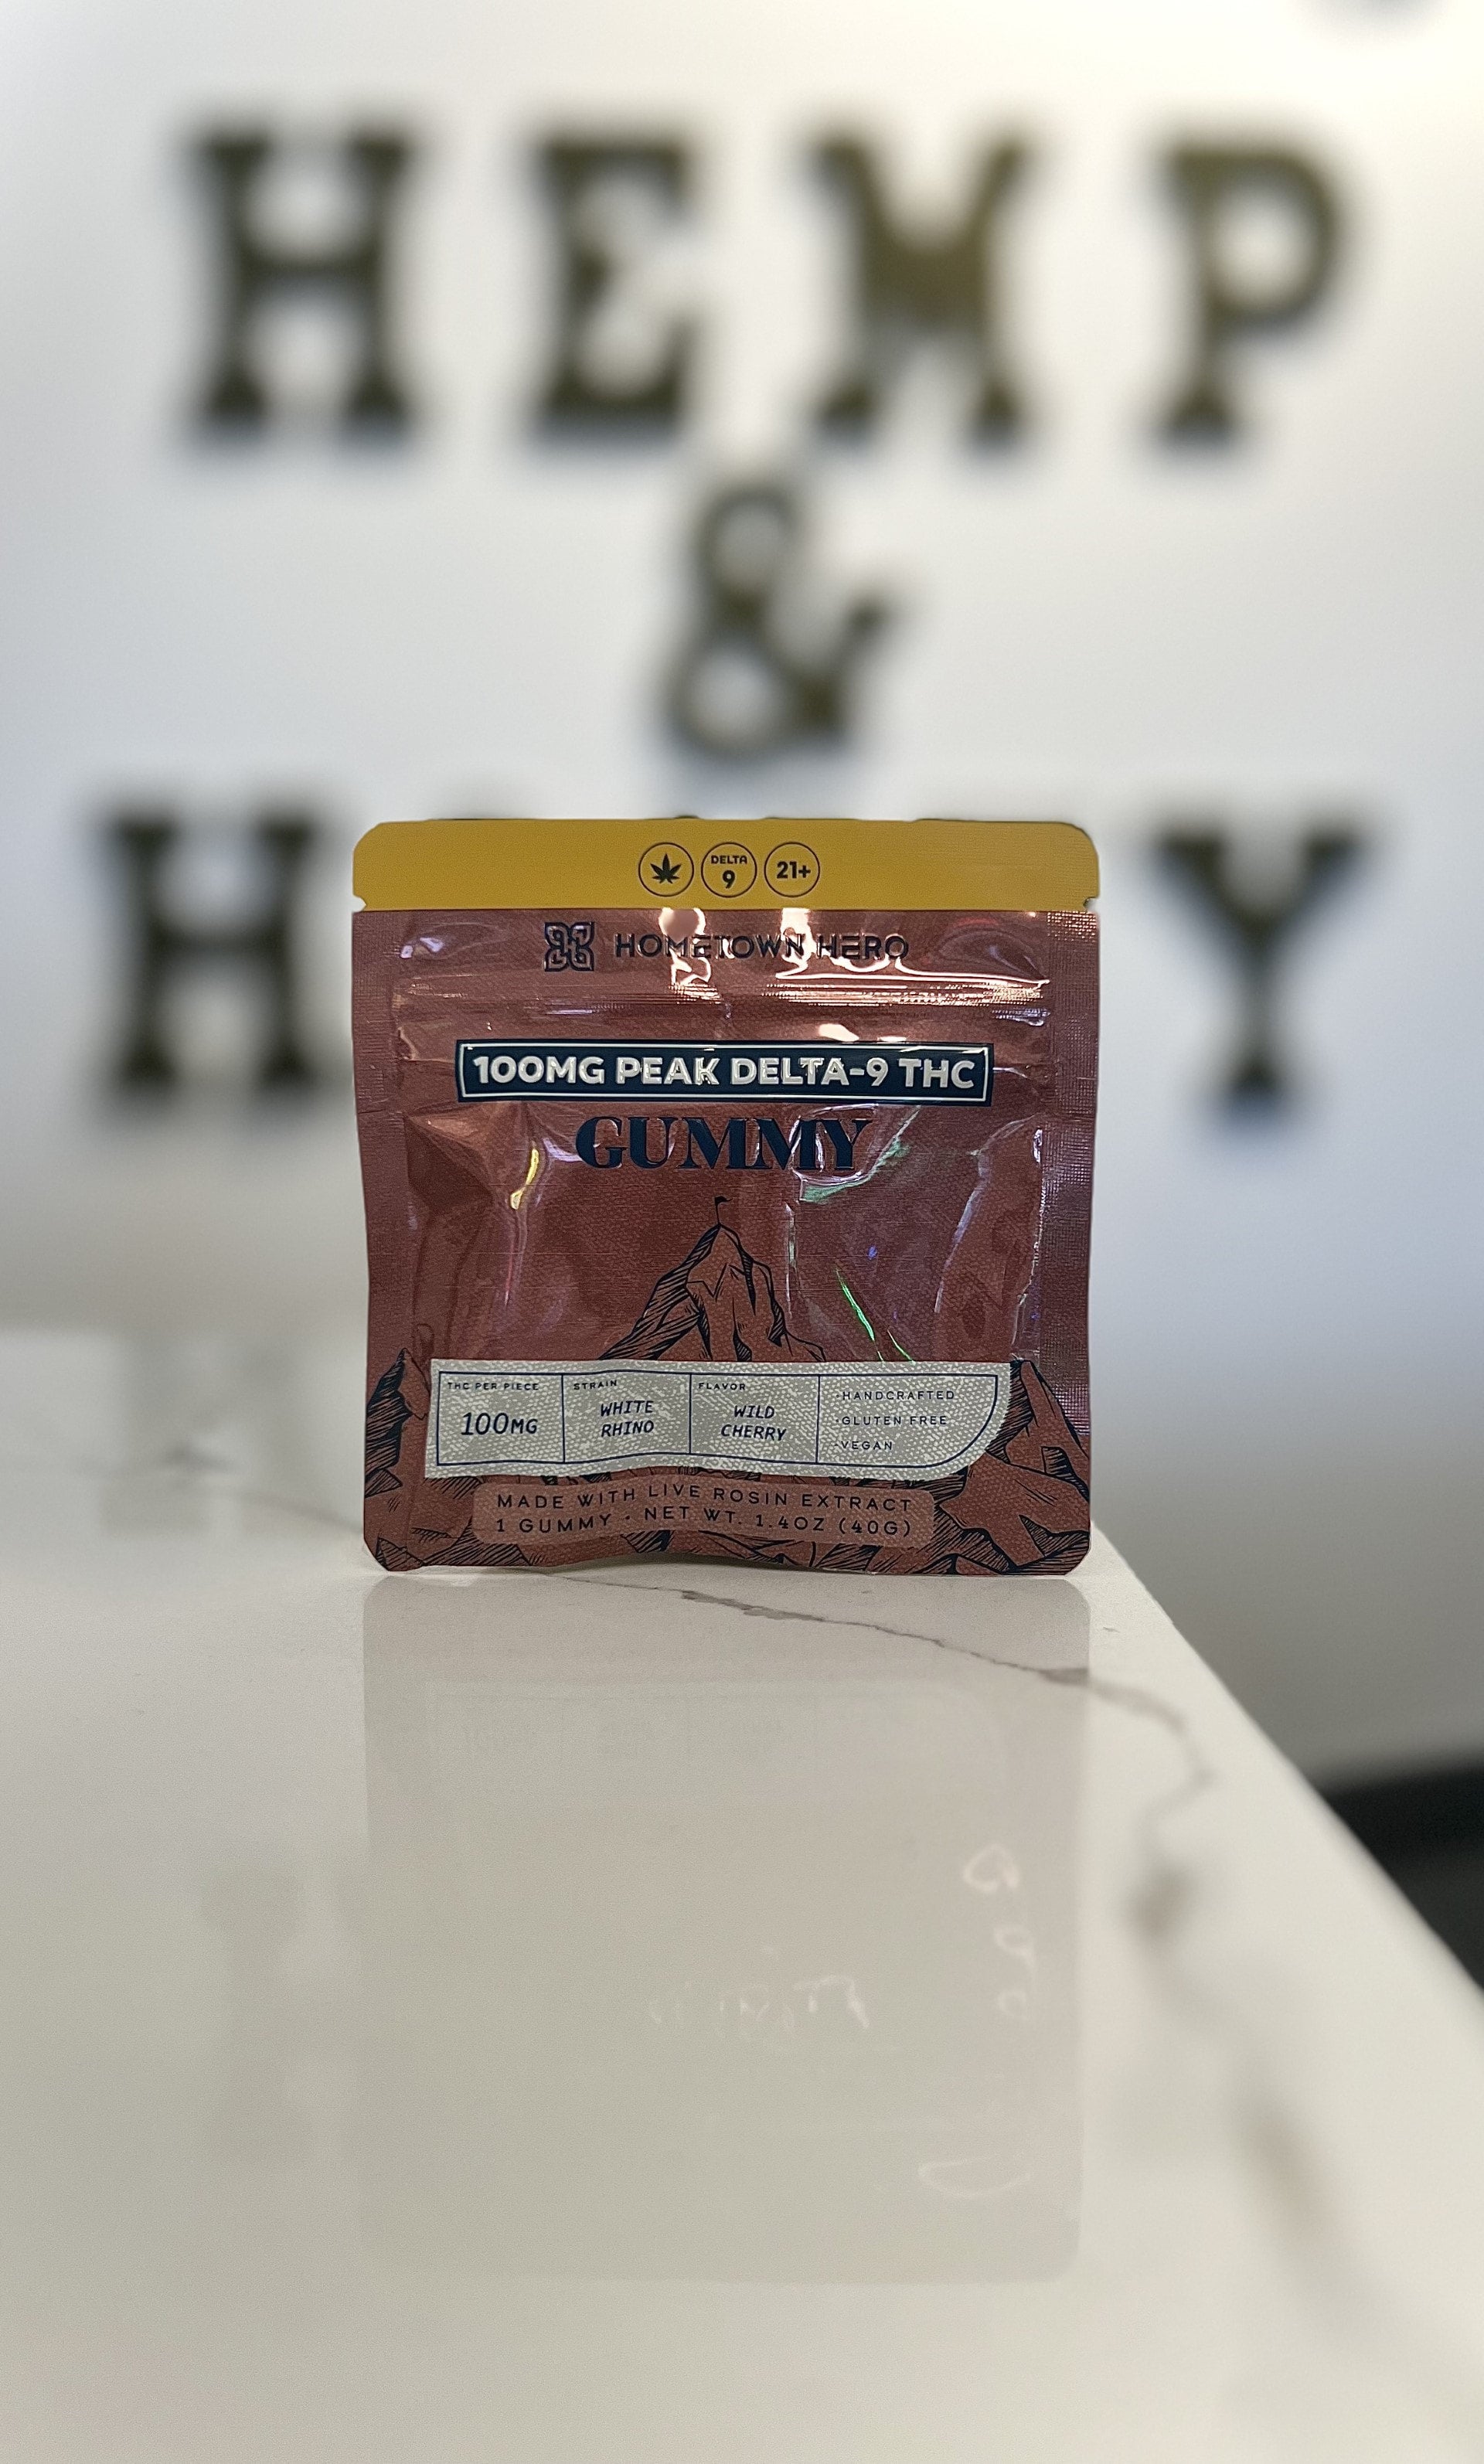 HEMP
&
H Y
DELTA
9
21+
HOMETOWN HERO
100MG PEAK DELTA-9 THC
GUMMY
THC PER PIECE
100MG
STRAIN
WHITE
RHINO
FLAVOR
WILD
CHERRY
·HANDCRAFTED
·GLUTEN FREE
·VEGAN
MADE WITH LIVE ROSIN EXTRACT
1 GUMMY · NET WT. 1.4OZ (40G)